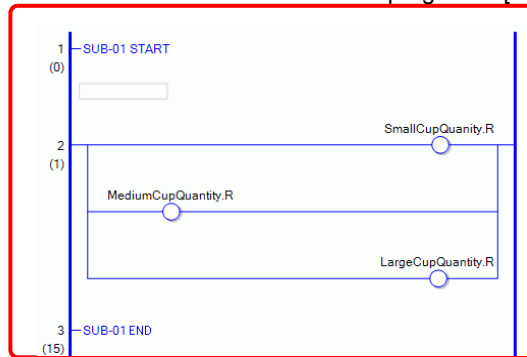 1 SUB-01 START
(0)
SmallCupQuanity.R
2
(1)
MediumCupQuantity.R
LargeCupQuantity.R
3 SUB-01 END
(15)